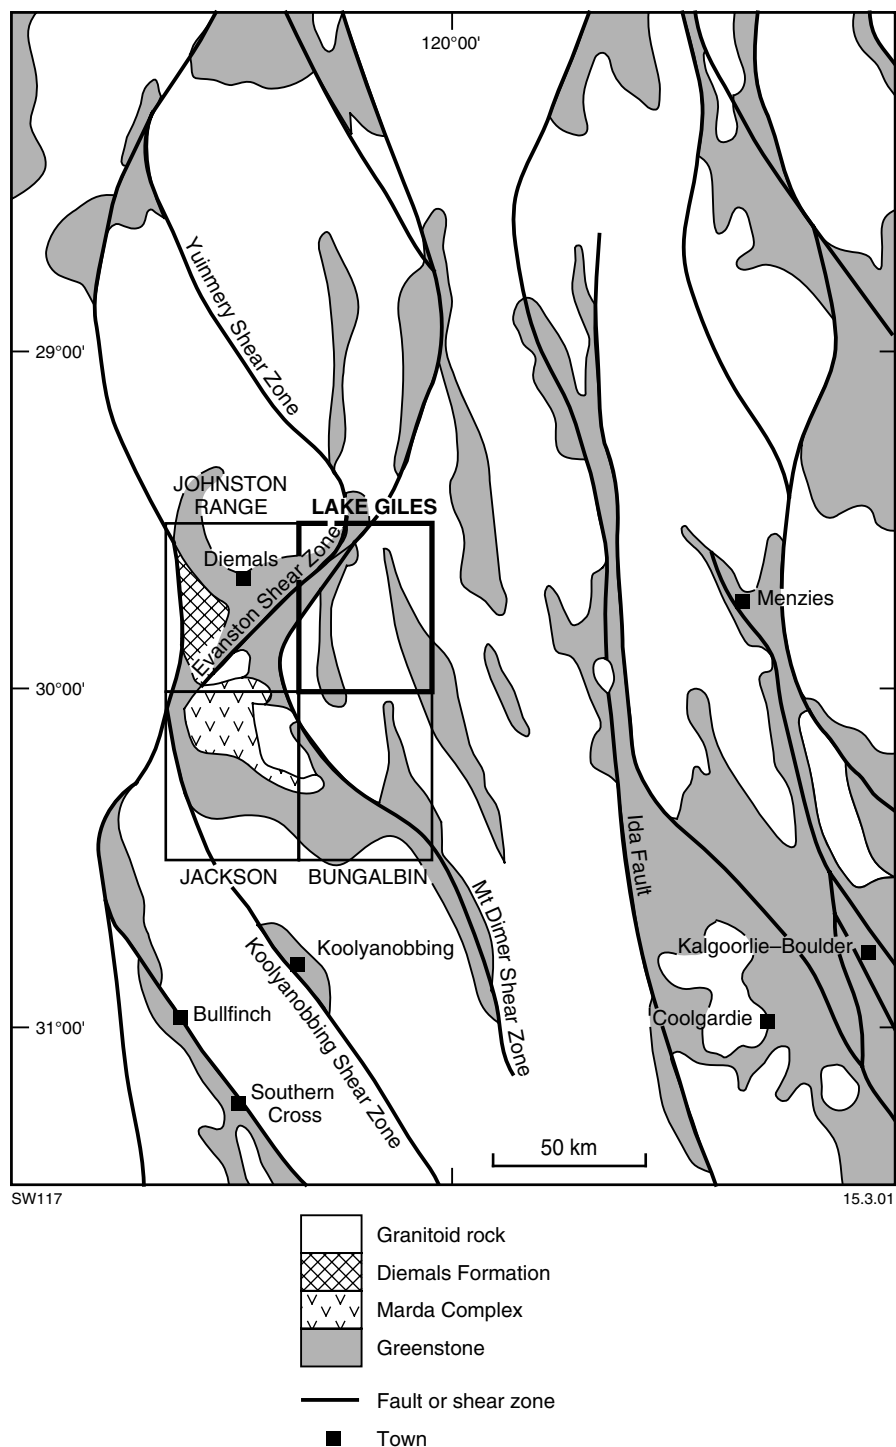 120°00'
Yuinmery Shear Zone
29°00'
JOHNSTON
RANGE
LAKE GILES
Diemals
Evanston Shear Zone
Menzies
30°00'
Ida Fault
JACKSON
BUNGALBIN
Mt Dimer Shear Zone
Koolyanobbing
Koolyanobbing Shear Zone
Kalgoorlie–Boulder
Bullfinch
31°00'
Coolgardie
Southern
Cross
50 km
SW117
15.3.01
Granitoid rock
Diemals Formation
Marda Complex
Greenstone
Fault or shear zone
Town